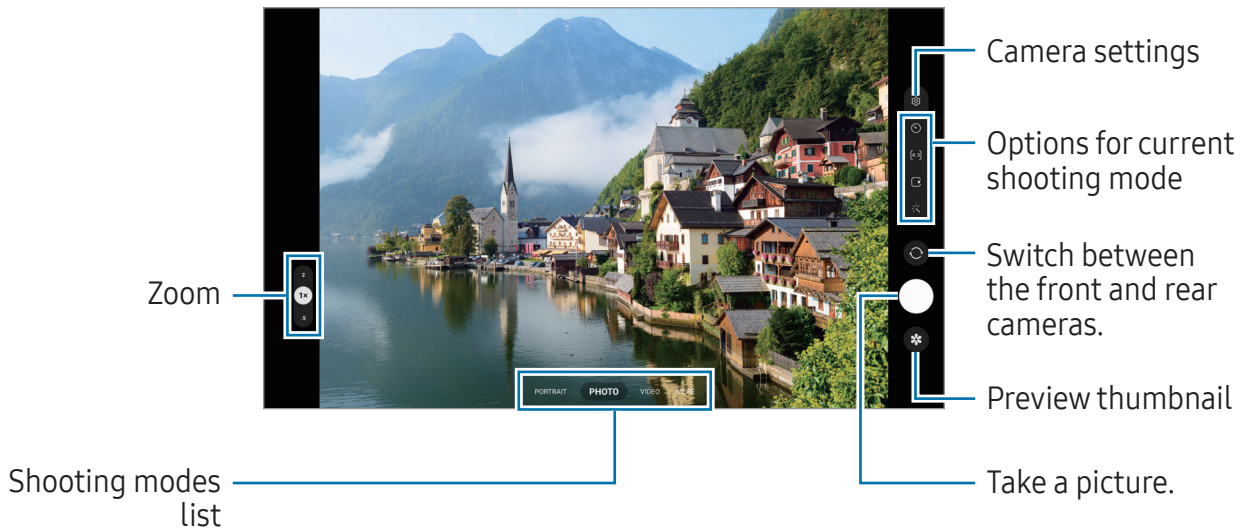 Camera settings
Options for current
shooting mode
Switch between
the front and rear
cameras.
Preview thumbnail
Take a picture.
Zoom
2
1×
.5
PORTRAIT PHOTO VIDEO MORE
Shooting modes
list